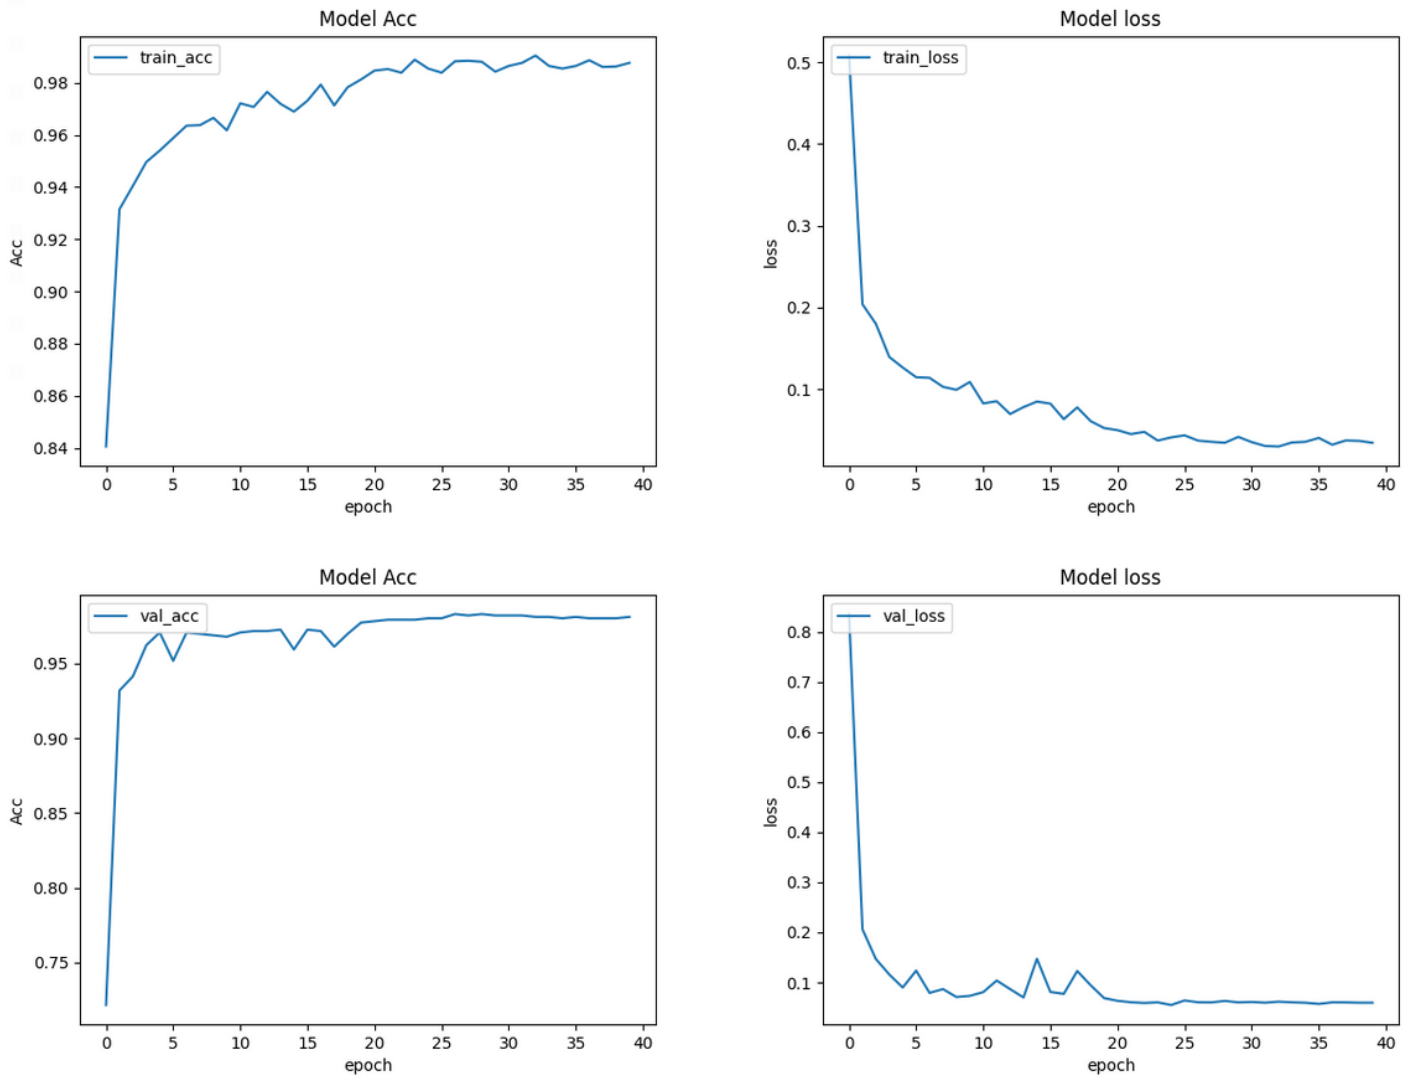 Model Acc
train_acc
0.98
0.96
0.94
0.92
0.90
0.88
0.86
0.84
Acc
0 5 10 15 20 25 30 35 40
epoch
Model loss
train_loss
0.5
0.4
0.3
0.2
0.1
loss
0 5 10 15 20 25 30 35 40
epoch
Model Acc
val_acc
0.95
0.90
0.85
0.80
0.75
Acc
0 5 10 15 20 25 30 35 40
epoch
Model loss
val_loss
0.8
0.7
0.6
0.5
0.4
0.3
0.2
0.1
loss
0 5 10 15 20 25 30 35 40
epoch